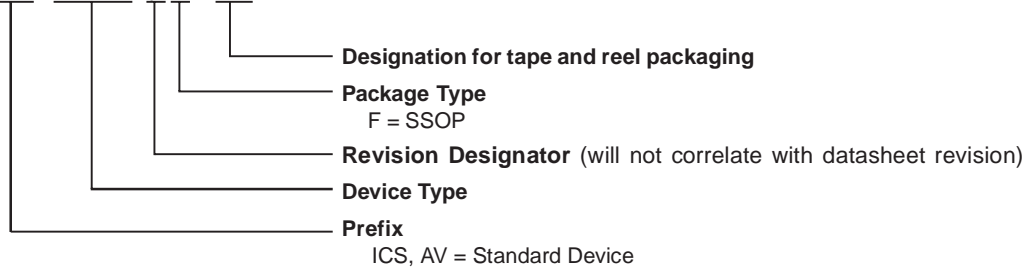 Designation for tape and reel packaging
Package Type
F = SSOP
Revision Designator (will not correlate with datasheet revision)
Device Type
Prefix
ICS, AV = Standard Device